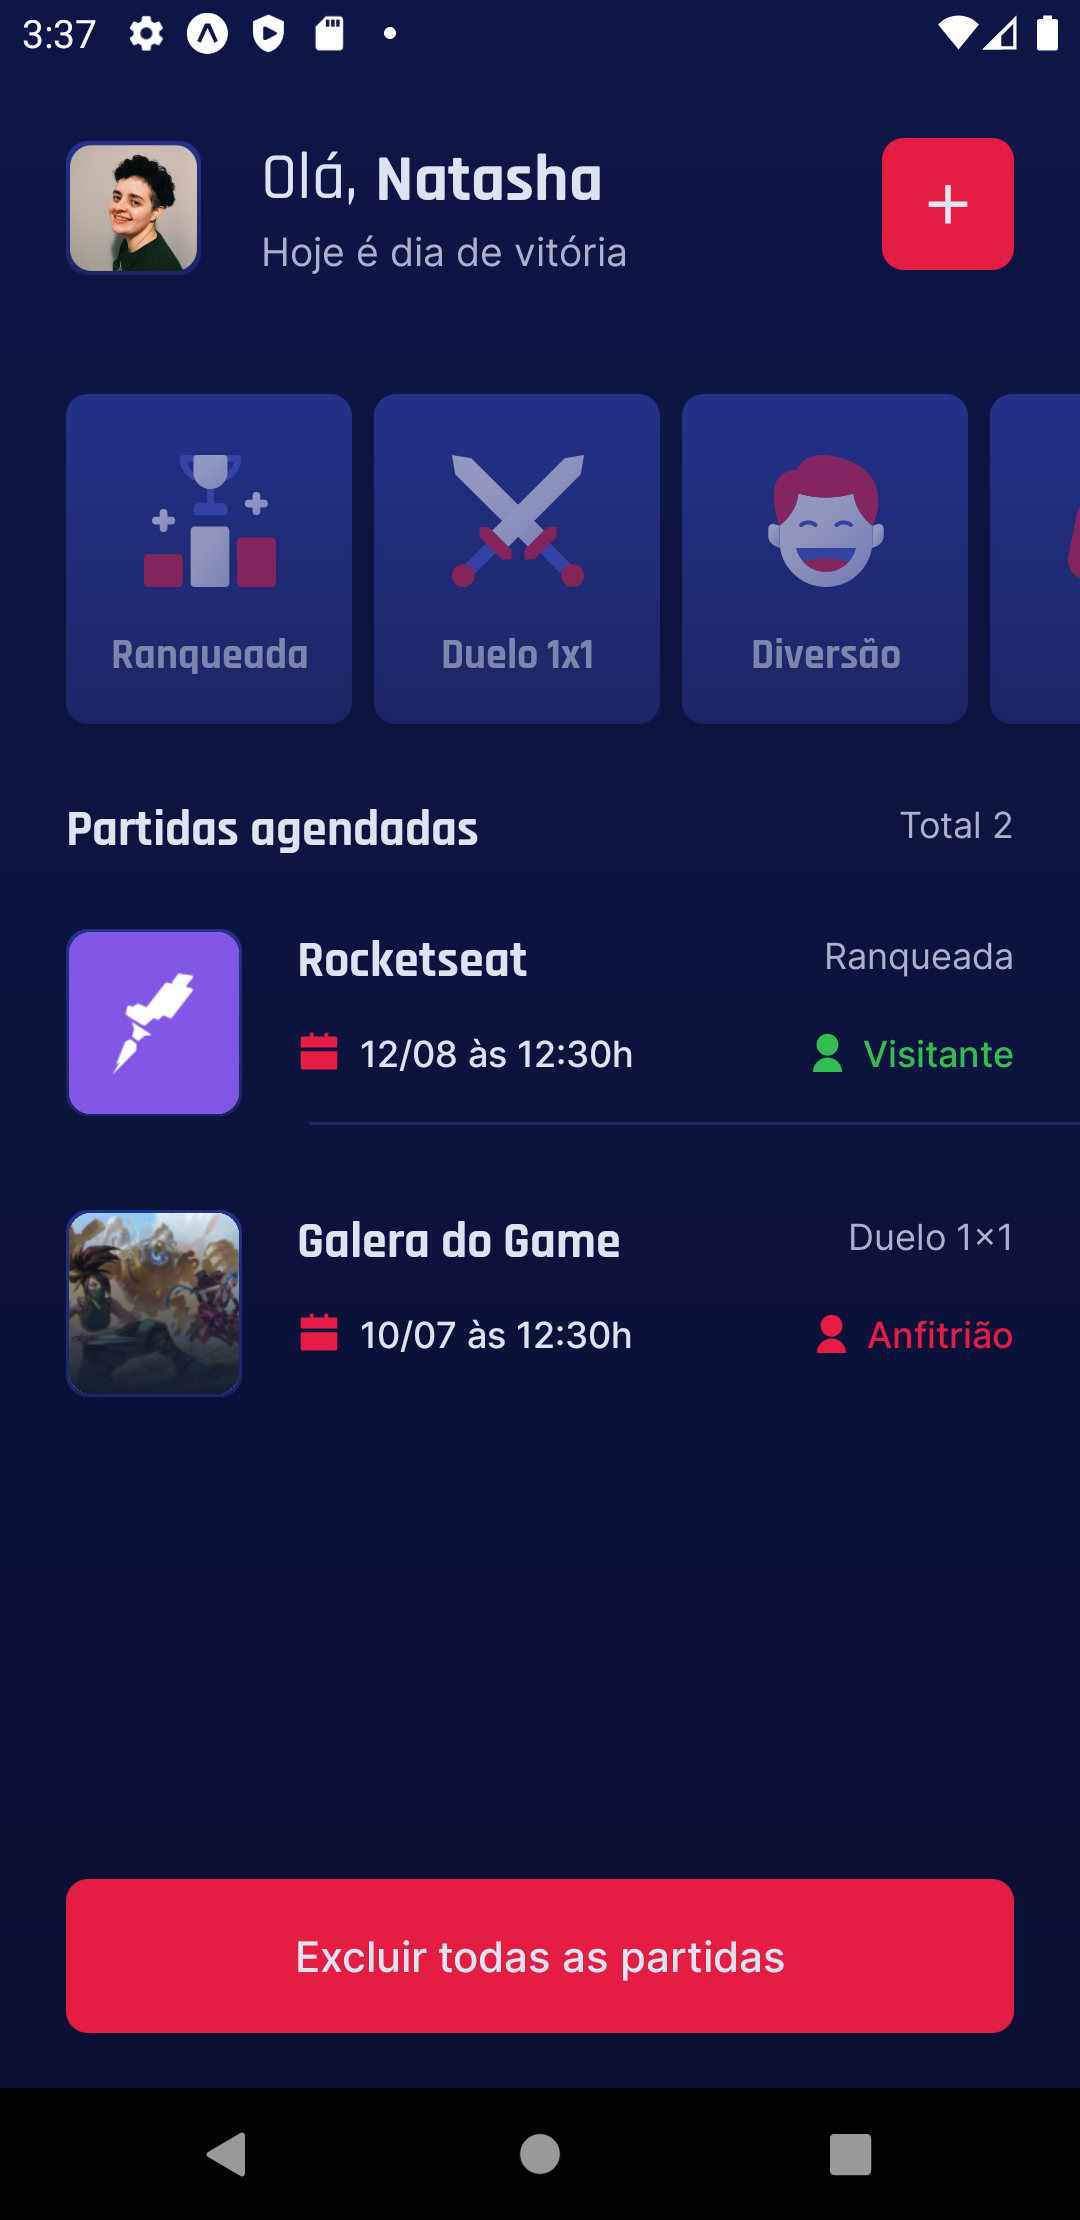 3:37
Olá, Natasha
Hoje é dia de vitória
Ranqueada
Duelo 1x1
Diversão
Partidas agendadas
Total 2
Rocketseat
Ranqueada
12/08 às 12:30h
Visitante
Galera do Game
Duelo 1×1
10/07 às 12:30h
Anfitrião
Excluir todas as partidas